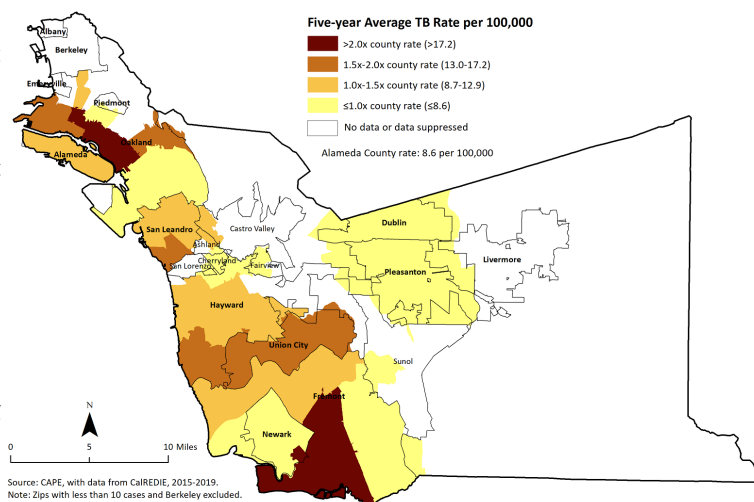 Five-year Average TB Rate per 100,000
>2.0x county rate (>17.2)
1.5x-2.0x county rate (13.0-17.2)
1.0x-1.5x county rate (8.7-12.9)
≤1.0x county rate (≤8.6)
No data or data suppressed
Alameda County rate: 8.6 per 100,000
Albany
Berkeley
Emeryville
Piedmont
Oakland
Alameda
San Leandro
Castro Valley
Ashland
Cherryland
San Lorenzo
Fairview
Dublin
Livermore
Pleasanton
Hayward
Union City
Sunol
Fremont
Newark
N
0 5 10 Miles
Source: CAPE, with data from CalREDIE, 2015-2019.
Note: Zips with less than 10 cases and Berkeley excluded.